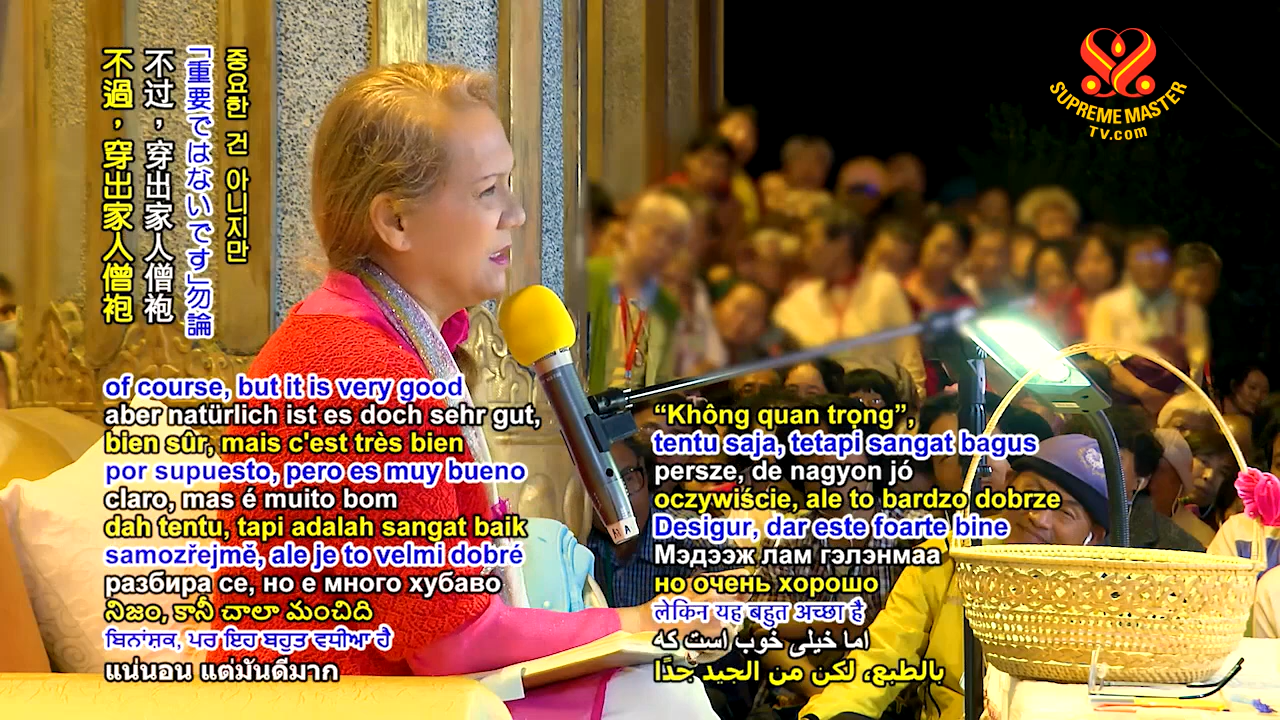 SUPREME MASTER
TV.com
중요한 건 아니지만
「重要ではないです」勿論
不过，穿出家人僧袍
不過，穿出家人僧袍
of course, but it is very good
aber natürlich ist es doch sehr gut,
bien sûr, mais c'est très bien
por supuesto, pero es muy bueno
claro, mas é muito bom
dah tentu, tapi adalah sangat baik
samozřejmě, ale je to velmi dobré
разбира се, но е много хубаво
నిజం, కానీ చాలా మంచిది
ਬਿਨਾਂਸ਼ਕ, ਪਰ ਇਹ ਬਹੁਤ ਵਧੀਆ ਹੈ
แน่นอน แต่มันดีมาก
“Không quan trọng”,
tentu saja, tetapi sangat bagus
persze, de nagyon jó
oczywiście, ale to bardzo dobrze
Desigur, dar este foarte bine
Мэдээж лам гэлэнмаа
но очень хорошо
लेकिन यह बहुत अच्छा है
اما خیلی خوب است که
بالطبع، لكن من الجيد جدًا